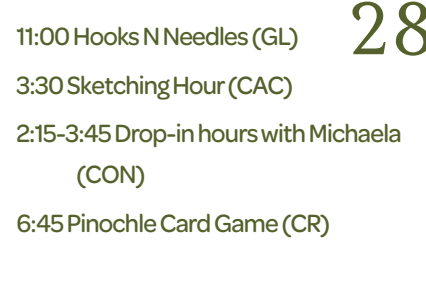 28
11:00 Hooks N Needles (GL)
3:30 Sketching Hour (CAC)
2:15-3:45 Drop-in hours with Michaela
(CON)
6:45 Pinochle Card Game (CR)